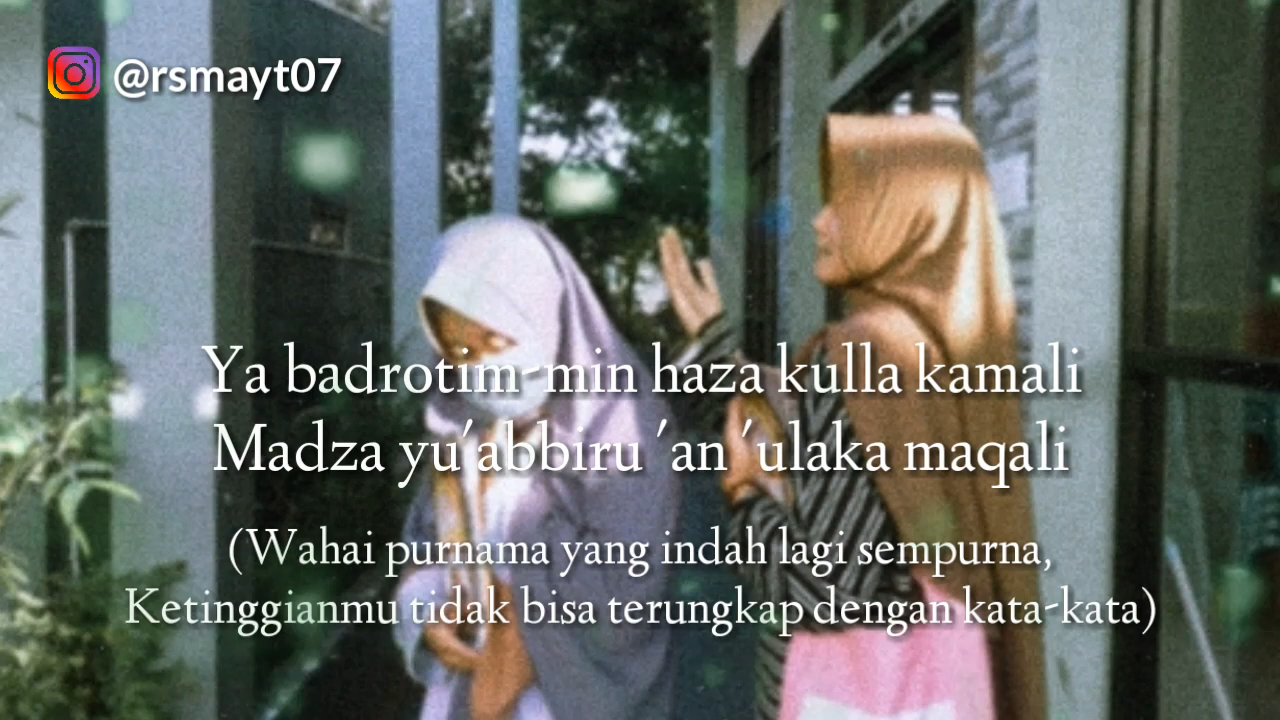 @rsmayt07
Ya badrotim-min haza kulla kamali
Madza yu'abbiru 'an 'ulaka maqali
(Wahai purnama yang indah lagi sempurna,
Ketinggianmu tidak bisa terungkap dengan kata-kata)